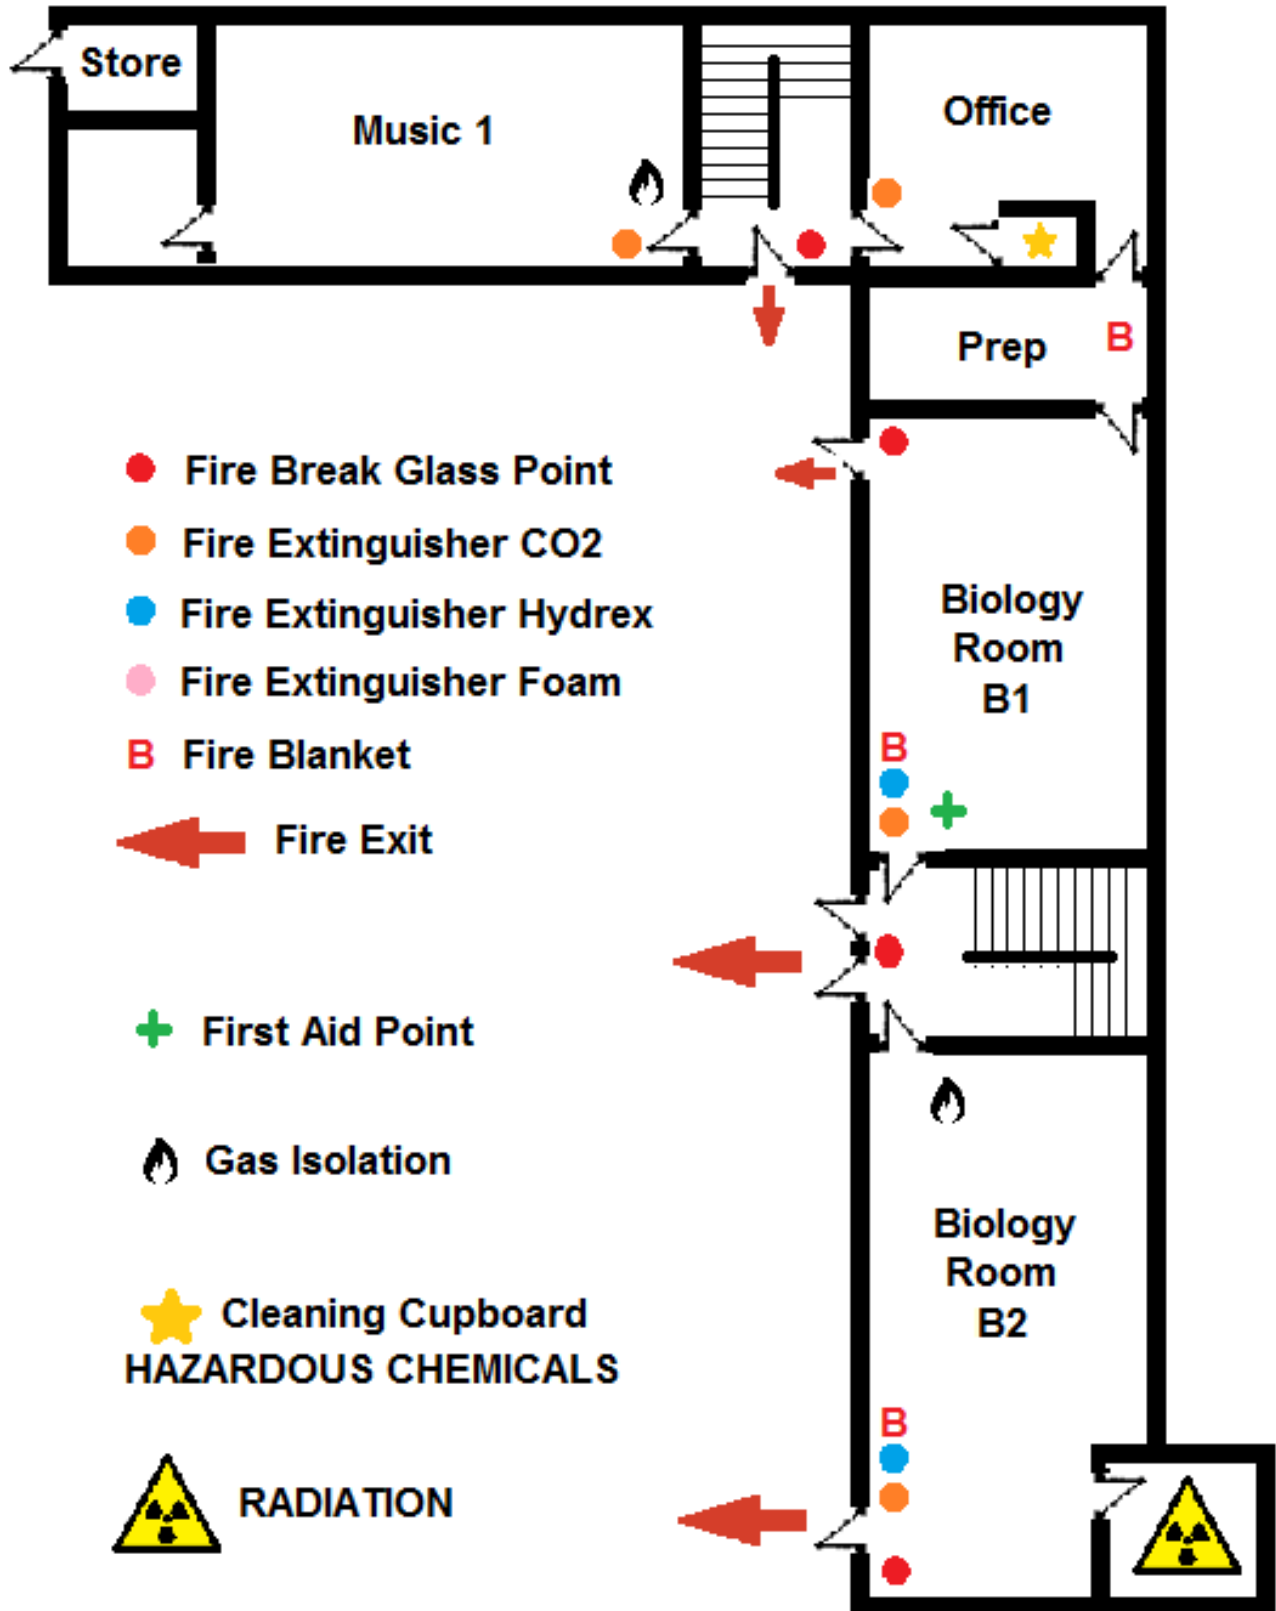 Store
Music 1
Office
Prep
B
Fire Break Glass Point
Fire Extinguisher CO2
Fire Extinguisher Hydrex
Fire Extinguisher Foam
B Fire Blanket
Fire Exit
Biology
Room
B1
B
First Aid Point
Gas Isolation
Biology
Room
B2
Cleaning Cupboard
HAZARDOUS CHEMICALS
B
RADIATION